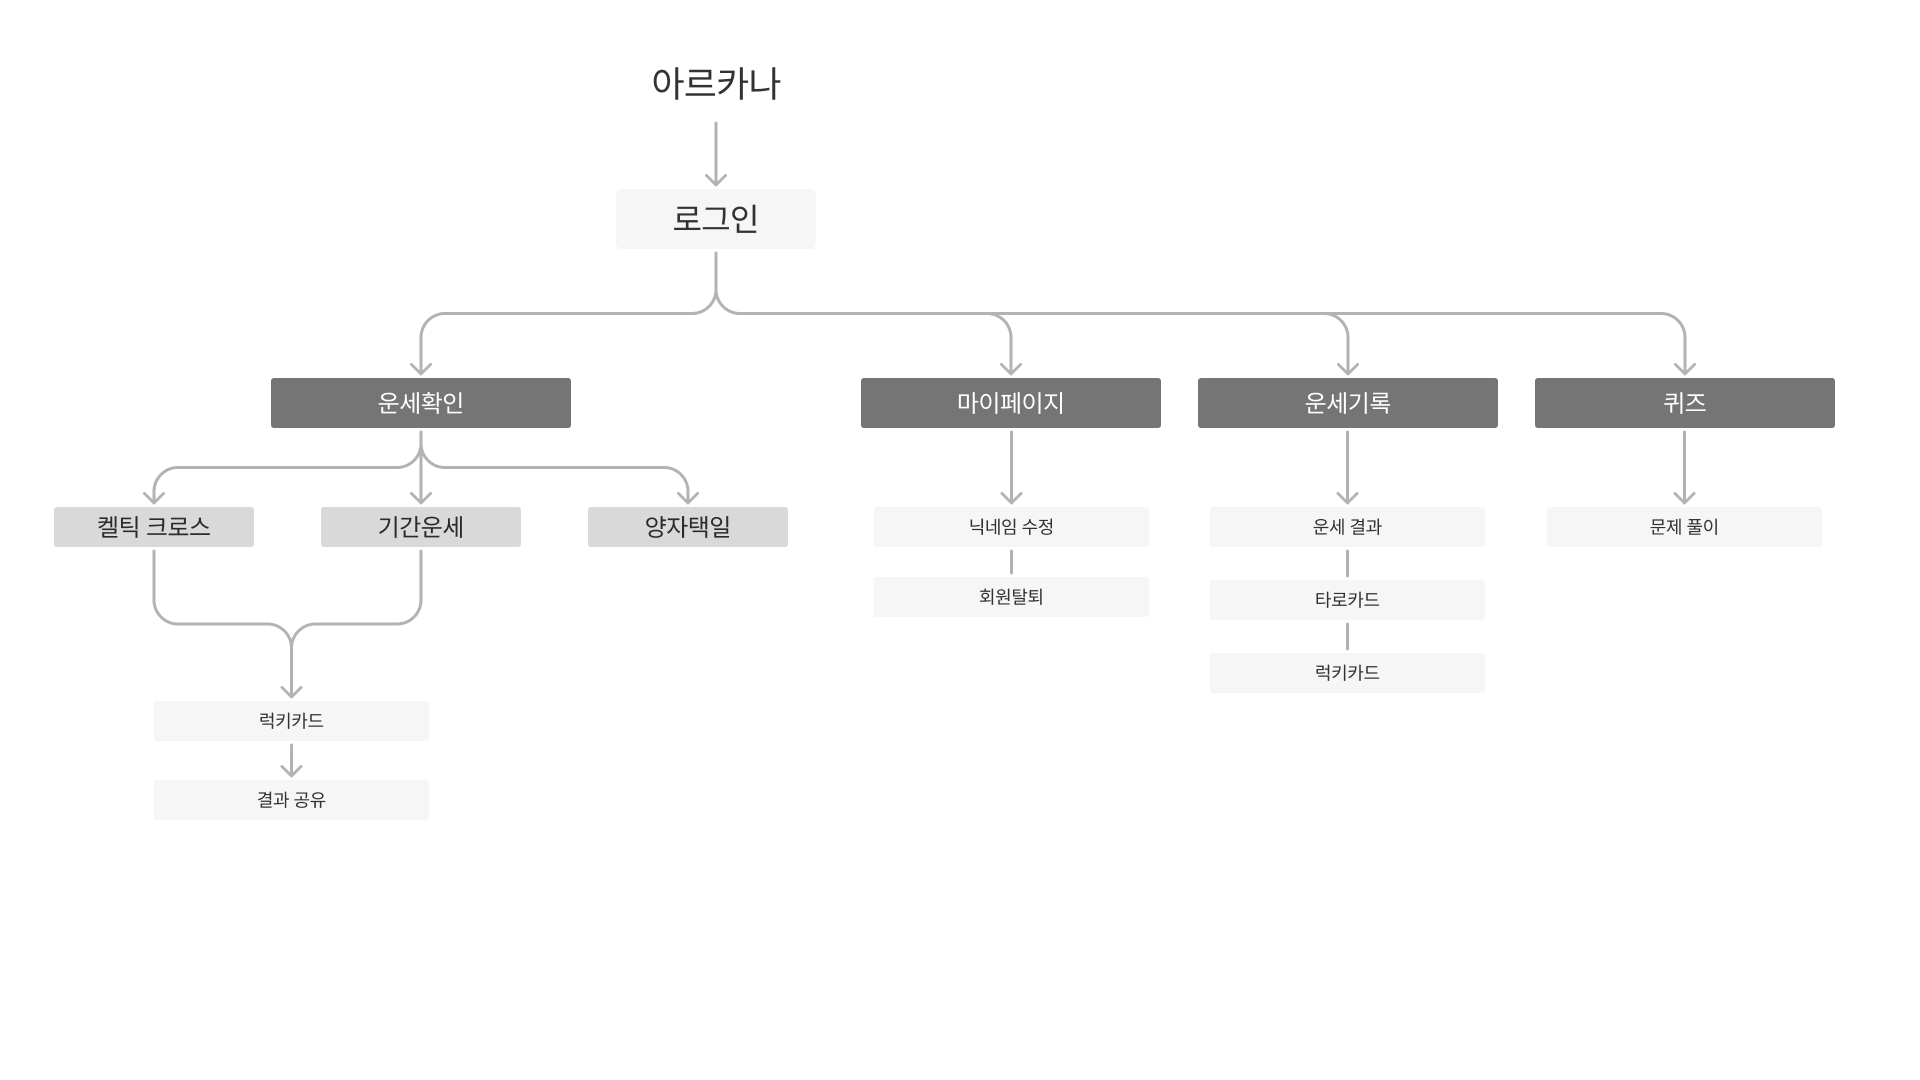 아르카나
로그인
운세확인
마이페이지
운세기록
퀴즈
켈틱 크로스
기간운세
양자택일
닉네임 수정
운세 결과
문제 풀이
회원탈퇴
타로카드
럭키카드
럭키카드
결과 공유